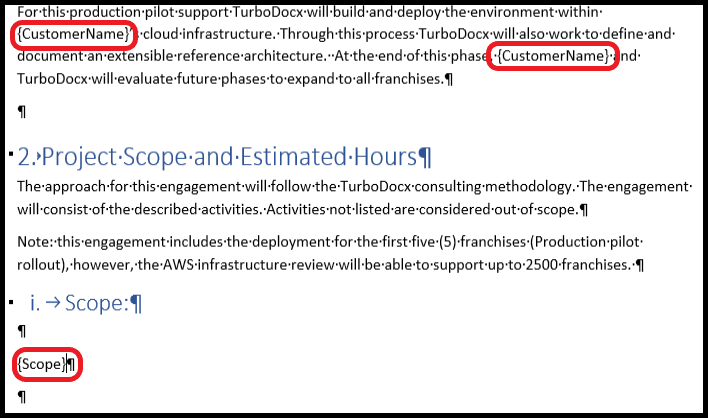 For this production pilot support TurboDocx will build and deploy the environment within
{CustomerName}'s cloud infrastructure. Through this process TurboDocx will also work to define and
document an extensible reference architecture. At the end of this phase, {CustomerName} and
TurboDocx will evaluate future phases to expand to all franchises.¶
¶
2. Project Scope and Estimated Hours¶
The approach for this engagement will follow the TurboDocx consulting methodology. The engagement
will consist of the described activities. Activities not listed are considered out of scope.¶
Note: this engagement includes the deployment for the first five (5) franchises (Production pilot
rollout), however, the AWS infrastructure review will be able to support up to 2500 franchises. ¶
i. → Scope:¶
¶
{Scope}¶
¶